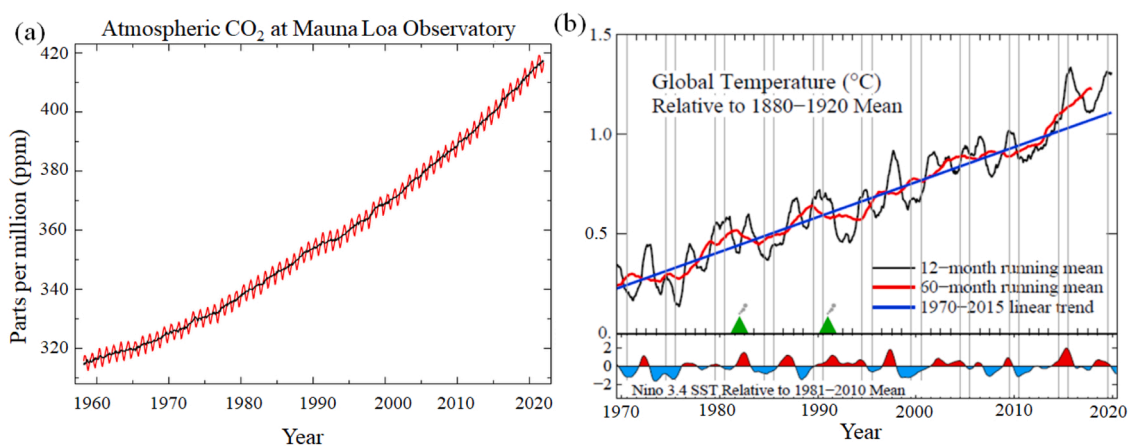 (a)
Atmospheric CO₂ at Mauna Loa Observatory
Parts per million (ppm)
420
400
380
360
340
320
1960
1970
1980
1990
2000
2010
2020
Year
(b)
1.5
1.0
0.5
0.
Global Temperature (°C)
Relative to 1880−1920 Mean
12−month running mean
60−month running mean
1970−2015 linear trend
2
0
−2
Nino 3.4 SST Relative to 1981−2010 Mean
1970
1980
1990
2000
2010
2020
Year